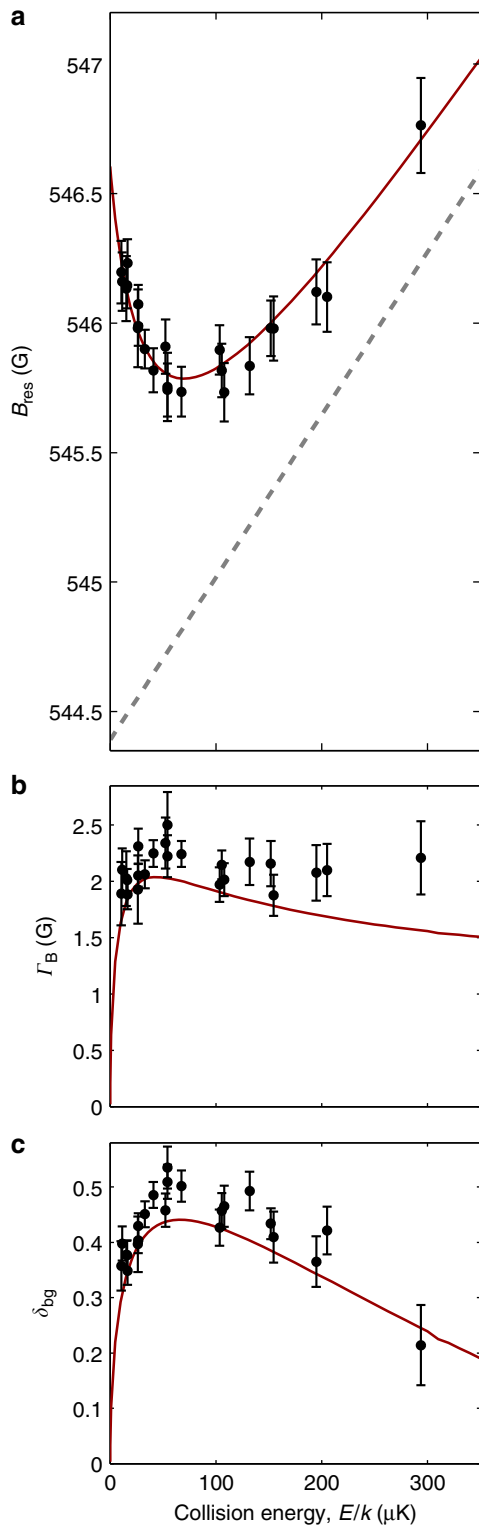 a
547
546.5
546
545.5
545
544.5
B_res (G)
b
2.5
2
1.5
1
0.5
0
Γ_B (G)
c
0.5
0.4
0.3
0.2
0.1
0
δ_bg
0 100 200 300
Collision energy, E/k (μK)